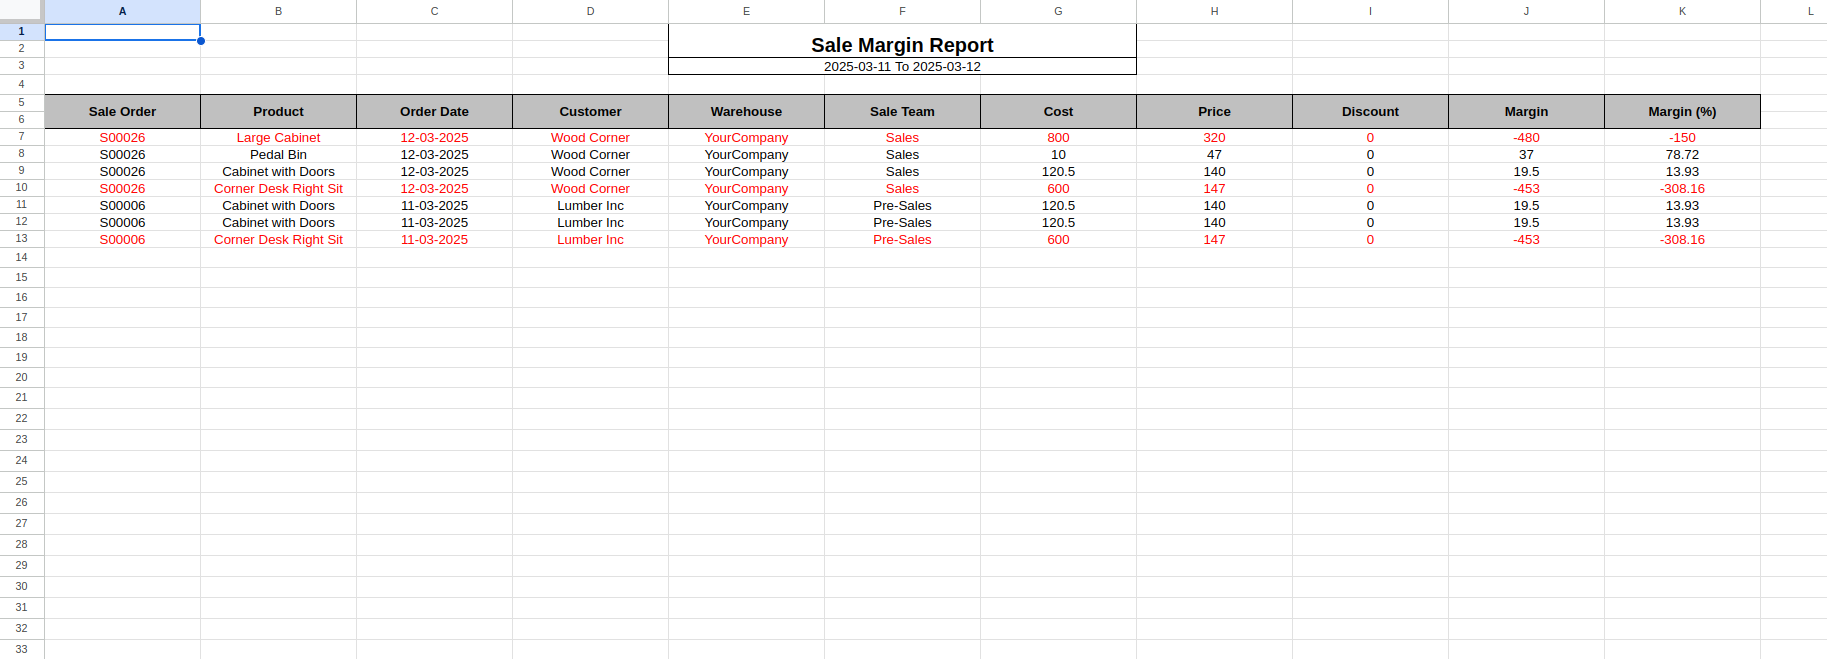 A B C D E F G H I J K L
1
2 Sale Margin Report
3 2025-03-11 To 2025-03-12
4
5
Sale Order Product Order Date Customer Warehouse Sale Team Cost Price Discount Margin Margin (%)
6
7 S00026 Large Cabinet 12-03-2025 Wood Corner YourCompany Sales 800 320 0 -480 -150
8 S00026 Pedal Bin 12-03-2025 Wood Corner YourCompany Sales 10 47 0 37 78.72
9 S00026 Cabinet with Doors 12-03-2025 Wood Corner YourCompany Sales 120.5 140 0 19.5 13.93
10 S00026 Corner Desk Right Sit 12-03-2025 Wood Corner YourCompany Sales 600 147 0 -453 -308.16
11 S00006 Cabinet with Doors 11-03-2025 Lumber Inc YourCompany Pre-Sales 120.5 140 0 19.5 13.93
12 S00006 Cabinet with Doors 11-03-2025 Lumber Inc YourCompany Pre-Sales 120.5 140 0 19.5 13.93
13 S00006 Corner Desk Right Sit 11-03-2025 Lumber Inc YourCompany Pre-Sales 600 147 0 -453 -308.16
14
15
16
17
18
19
20
21
22
23
24
25
26
27
28
29
30
31
32
33